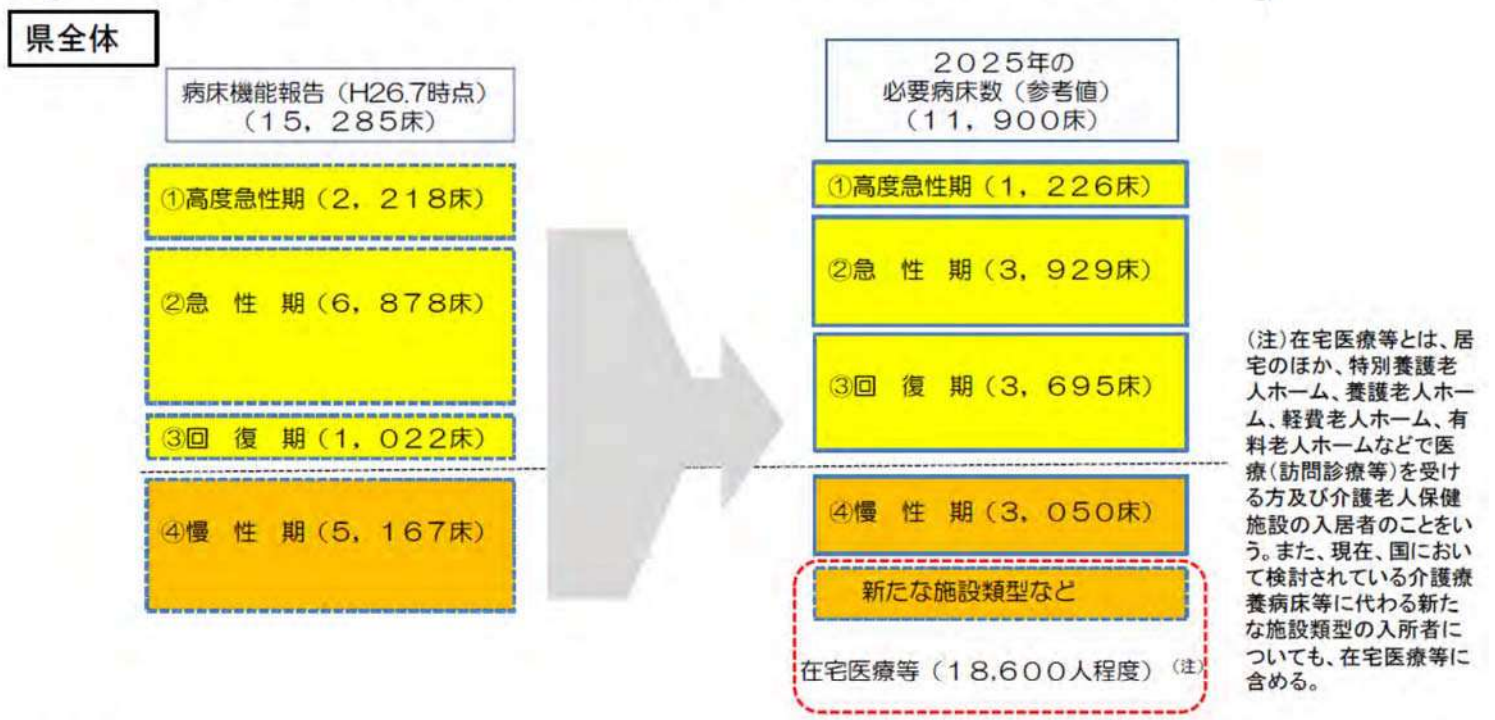 県全体
病床機能報告（H26.7時点）
（１５，２８５床）
①高度急性期（２，２１８床）
②急　性　期（６，８７８床）
③回　復　期（１，０２２床）
④慢　性　期（５，１６７床）
２０２５年の
必要病床数（参考値）
（１１，９００床）
①高度急性期（１，２２６床）
②急　性　期（３，９２９床）
③回　復　期（３，６９５床）
④慢　性　期（３，０５０床）
新たな施設類型など
在宅医療等（１８,６００人程度）（注）
（注）在宅医療等とは、居
宅のほか、特別養護老
人ホーム、養護老人ホー
ム、軽費老人ホーム、有
料老人ホームなどで医
療（訪問診療等）を受け
る方及び介護老人保健
施設の入居者のことをい
う。また、現在、国におい
て検討されている介護療
養病床等に代わる新た
な施設類型の入所者に
ついても、在宅医療等に
含める。